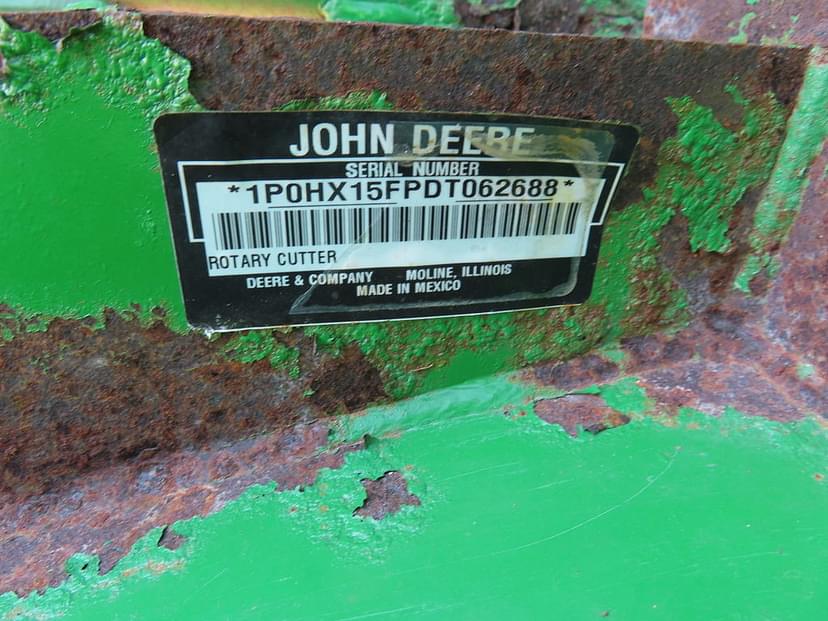 JOHN DEERE
SERIAL NUMBER
*1P0HX15FPDT062688*
ROTARY CUTTER
DEERE & COMPANY MOLINE, ILLINOIS
MADE IN MEXICO